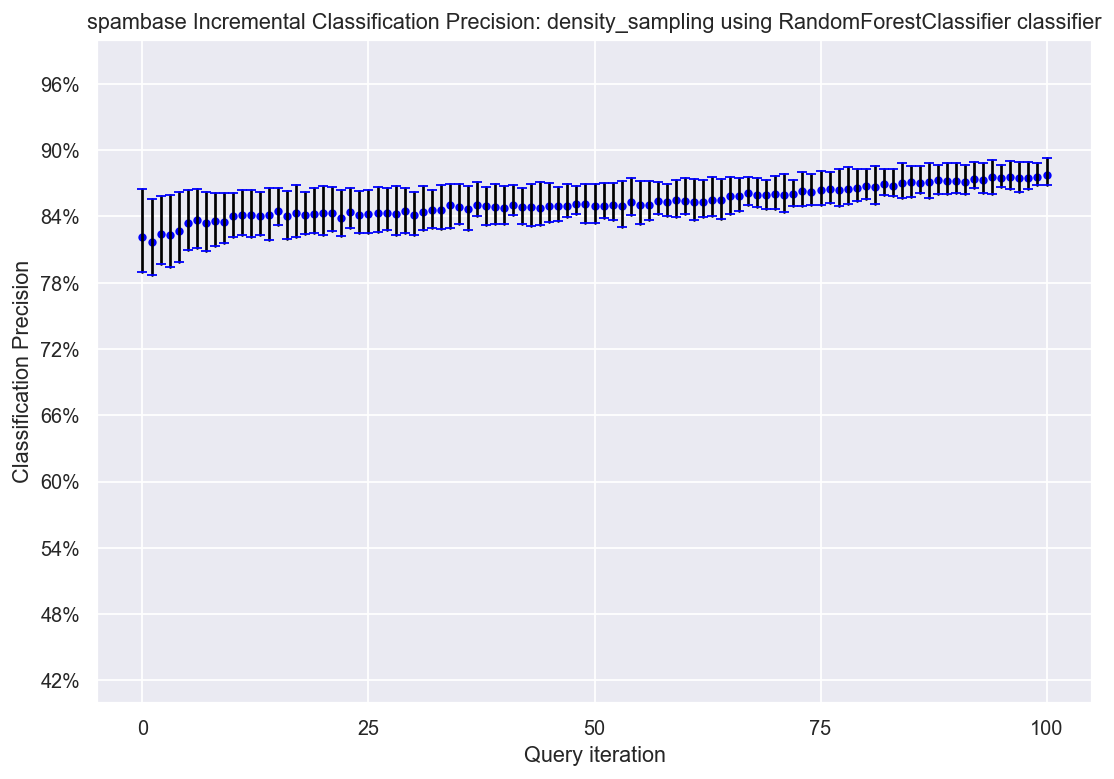 spambase Incremental Classification Precision: density_sampling using RandomForestClassifier classifier
96%
90%
84%
78%
72%
66%
60%
54%
48%
42%
Classification Precision
0 25 50 75 100
Query iteration